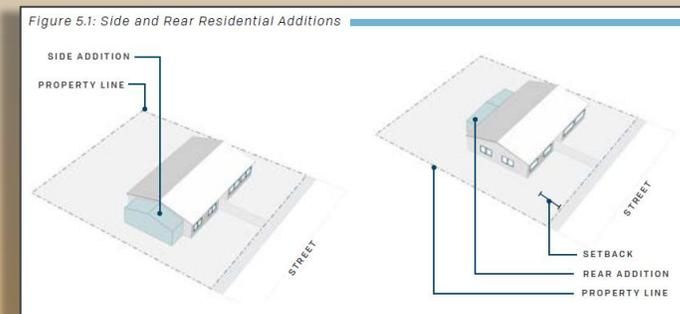 Figure 5.1: Side and Rear Residential Additions
SIDE ADDITION
PROPERTY LINE
STREET
STREET
SETBACK
REAR ADDITION
PROPERTY LINE